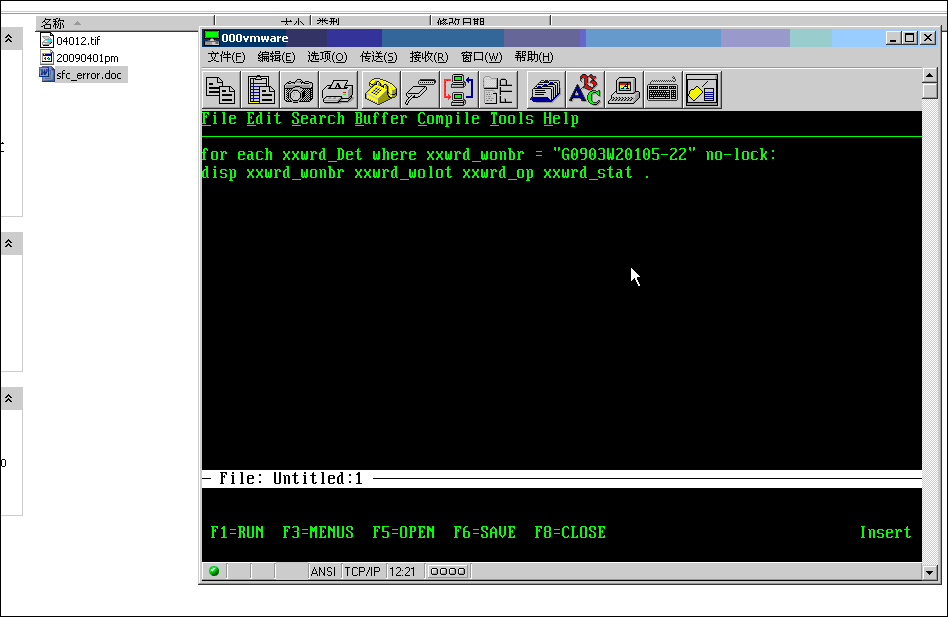 名称 大小 类型 修改日期
04012.tif
20090401pm
sfc_error.doc
000vmware
文件(F) 编辑(E) 选项(O) 传送(S) 接收(R) 窗口(W) 帮助(H)
File Edit Search Buffer Compile Tools Help
for each xxwrd_Det where xxwrd_wonbr = "G0903W20105-22" no-lock:
disp xxwrd_wonbr xxwrd_wolot xxwrd_op xxwrd_stat .
File: Untitled:1
F1=RUN F3=MENUS F5=OPEN F6=SAVE F8=CLOSE Insert
ANSI TCP/IP 12:21